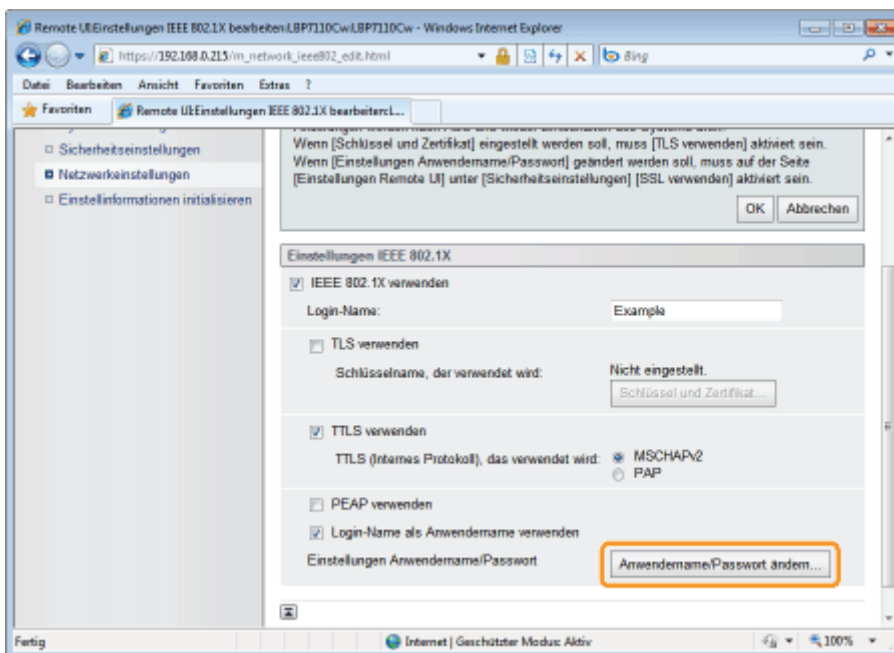 Remote UI:Einstellungen IEEE 802.1X bearbeiten:LBP7110Cw:LBP7110Cw - Windows Internet Explorer
https://192.168.0.215/m_network_ieee802_edit.html
Bing
Datei Bearbeiten Ansicht Favoriten Extras ?
Favoriten
Remote UI:Einstellungen IEEE 802.1X bearbeiten:L...
Sicherheitseinstellungen
Netzwerkeinstellungen
Einstellinformationen initialisieren
Wenn [Schlüssel und Zertifikat] eingestellt werden soll, muss [TLS verwenden] aktiviert sein.
Wenn [Einstellungen Anwendername/Passwort] geändert werden soll, muss auf der Seite
[Einstellungen Remote UI] unter [Sicherheitseinstellungen] [SSL verwenden] aktiviert sein.
OK Abbrechen
Einstellungen IEEE 802.1X
IEEE 802.1X verwenden
Login-Name: Example
TLS verwenden
Schlüsselname, der verwendet wird: Nicht eingestellt.
Schlüssel und Zertifikat...
TTLS verwenden
TTLS (Internes Protokoll), das verwendet wird: MSCHAPv2
PAP
PEAP verwenden
Login-Name als Anwendername verwenden
Einstellungen Anwendername/Passwort Anwendername/Passwort ändern...
Fertig Internet | Geschützter Modus: Aktiv 100%